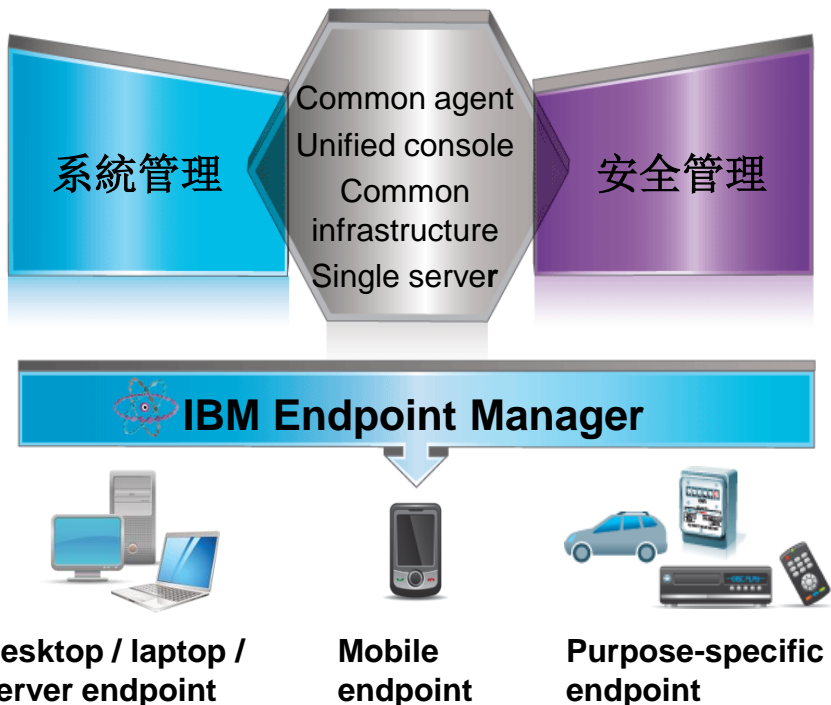 系統管理
Common agent
Unified console
Common
infrastructure
Single server
安全管理
IBM Endpoint Manager
esktop / laptop /
erver endpoint
Mobile
endpoint
Purpose-specific
endpoint